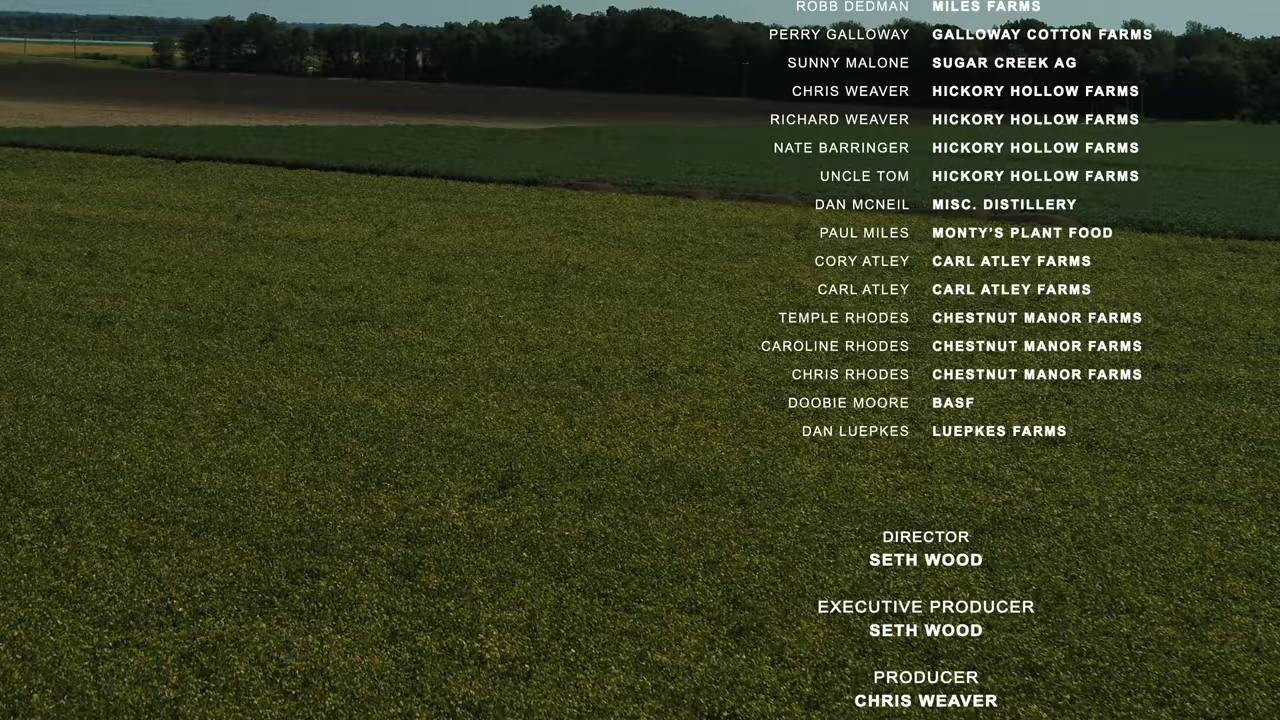 ROBB DEDMAN MILES FARMS
PERRY GALLOWAY GALLOWAY COTTON FARMS
SUNNY MALONE SUGAR CREEK AG
CHRIS WEAVER HICKORY HOLLOW FARMS
RICHARD WEAVER HICKORY HOLLOW FARMS
NATE BARRINGER HICKORY HOLLOW FARMS
UNCLE TOM HICKORY HOLLOW FARMS
DAN MCNEIL MISC. DISTILLERY
PAUL MILES MONTY'S PLANT FOOD
CORY ATLEY CARL ATLEY FARMS
CARL ATLEY CARL ATLEY FARMS
TEMPLE RHODES CHESTNUT MANOR FARMS
CAROLINE RHODES CHESTNUT MANOR FARMS
CHRIS RHODES CHESTNUT MANOR FARMS
DOOBIE MOORE BASF
DAN LUEPKES LUEPKES FARMS
DIRECTOR
SETH WOOD
EXECUTIVE PRODUCER
SETH WOOD
PRODUCER
CHRIS WEAVER